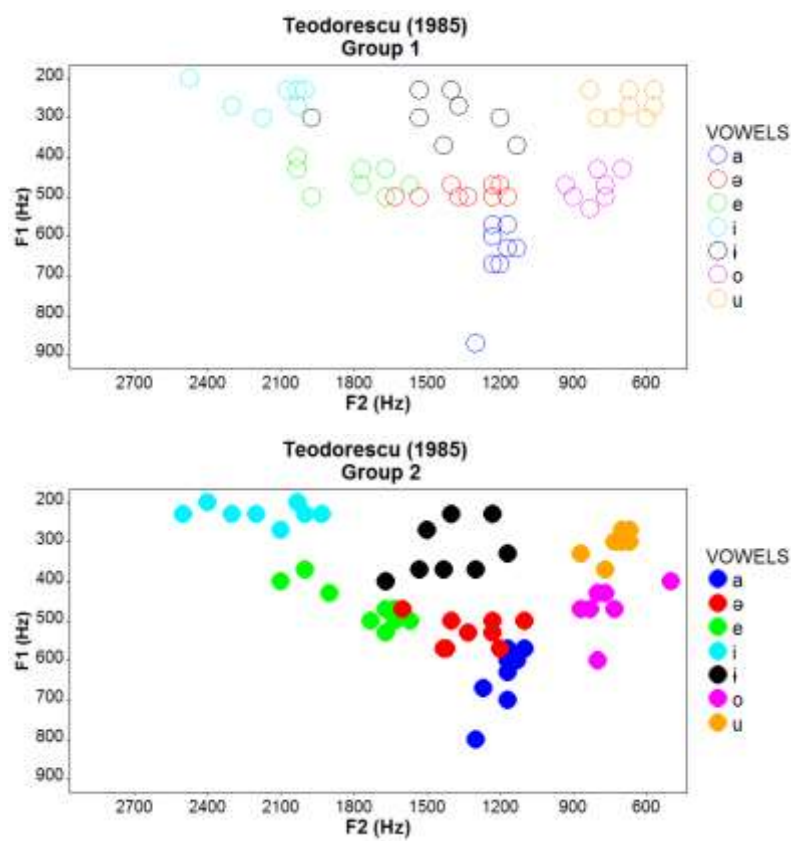 Teodorescu (1985)
Group 1
200
300
400
500
600
700
800
900
F1 (Hz)
2700 2400 2100 1800 1500 1200 900 600
F2 (Hz)
VOWELS
a
ə
e
i
ɨ
o
u
Teodorescu (1985)
Group 2
200
300
400
500
600
700
800
900
F1 (Hz)
2700 2400 2100 1800 1500 1200 900 600
F2 (Hz)
VOWELS
a
ə
e
i
ɨ
o
u